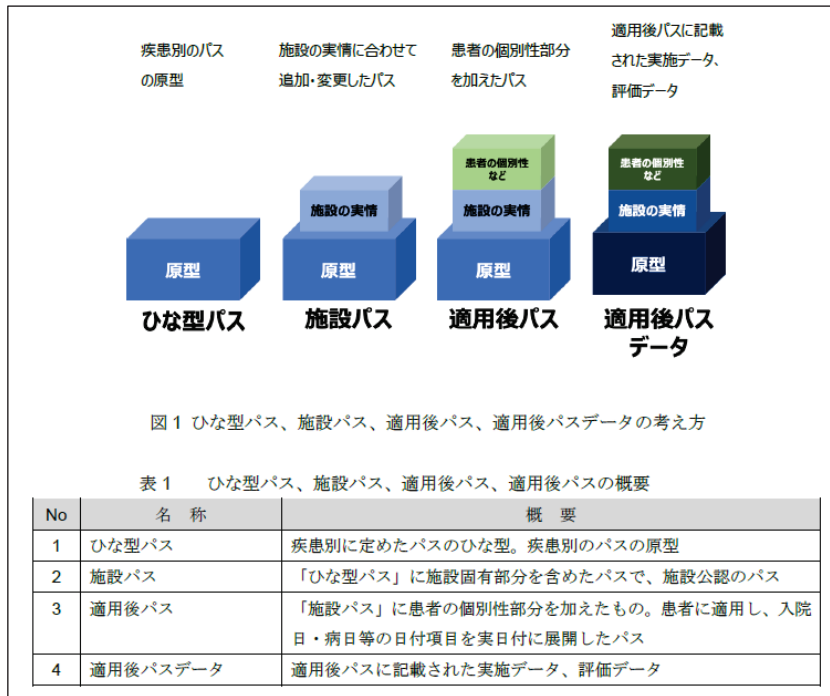 疾患別のパス
の原型
施設の実情に合わせて
追加・変更したパス
患者の個別性部分
を加えたパス
適用後パスに記載
された実施データ、
評価データ
原型
ひな型パス
施設の実情
原型
施設パス
患者の個別性
など
施設の実情
原型
適用後パス
患者の個別性
など
施設の実情
原型
適用後パス
データ
図1 ひな型パス、施設パス、適用後パス、適用後パスデータの考え方
表1 ひな型パス、施設パス、適用後パス、適用後パスの概要
No 名 称 概 要
1 ひな型パス 疾患別に定めたパスのひな型。疾患別のパスの原型
2 施設パス 「ひな型パス」に施設固有部分を含めたパスで、施設公認のパス
3 適用後パス 「施設パス」に患者の個別性部分を加えたもの。患者に適用し、入院
日・病日等の日付項目を実日付に展開したパス
4 適用後パスデータ 適用後パスに記載された実施データ、評価データ